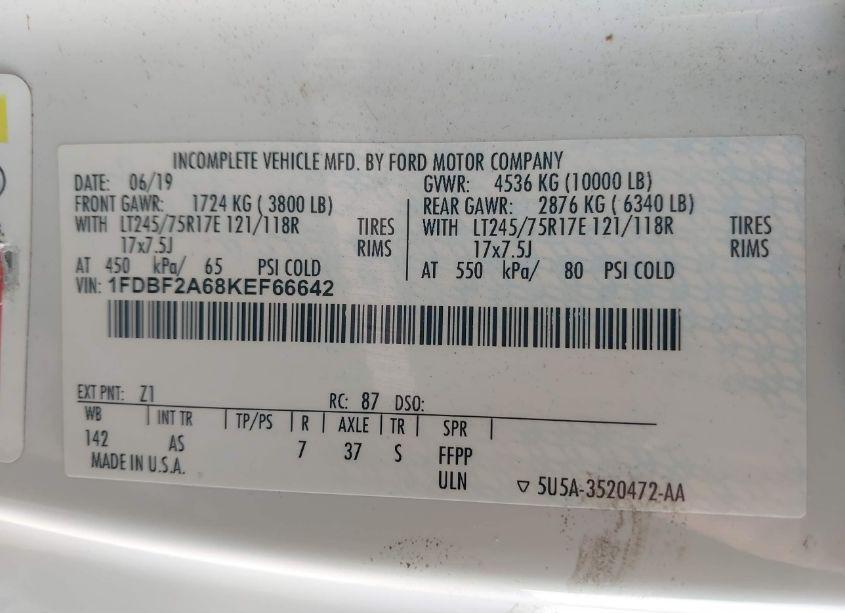 INCOMPLETE VEHICLE MFD. BY FORD MOTOR COMPANY
DATE: 06/19 GVWR: 4536 KG (10000 LB)
FRONT GAWR: 1724 KG ( 3800 LB) REAR GAWR: 2876 KG ( 6340 LB)
WITH LT245/75R17E 121/118R TIRES WITH LT245/75R17E 121/118R TIRES
17x7.5J RIMS 17x7.5J RIMS
AT 450 kPa/ 65 PSI COLD AT 550 kPa/ 80 PSI COLD
VIN: 1FDBF2A68KEF66642
EXT PNT: Z1 RC: 87 DSO:
WB INT TR TP/PS R AXLE TR SPR
142 AS 7 37 S FFPP
MADE IN U.S.A. ULN ▽ 5U5A-3520472-AA